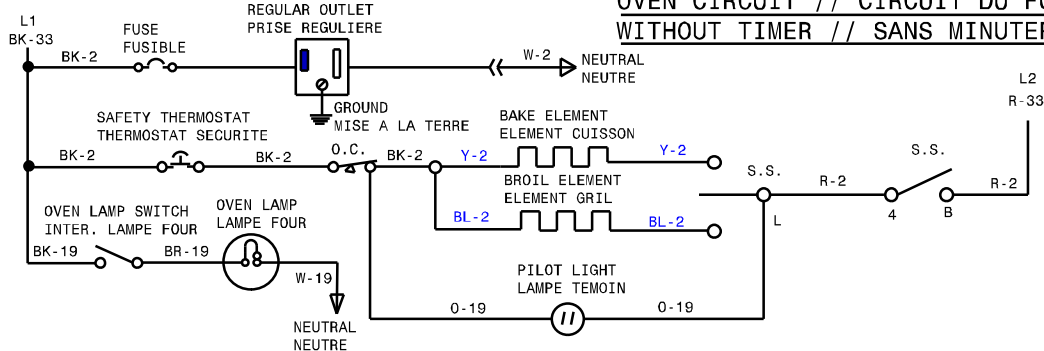 OVEN CIRCUIT // CIRCUIT DU
WITHOUT TIMER // SANS
L1
BK-33
FUSE
FUSIBLE
BK-2
REGULAR OUTLET
PRISE REGULIERE
W-2
NEUTRAL
NEUTRE
GROUND
MISE A LA TERRE
L2
R-33
SAFETY THERMOSTAT
THERMOSTAT SECURITE
BK-2
BK-2
O.C.
BK-2
BAKE ELEMENT
ELEMENT CUISSON
Y-2
Y-2
BROIL ELEMENT
ELEMENT GRIL
BL-2
BL-2
S.S.
L
R-2
S.S.
4
B
R-2
OVEN LAMP SWITCH
INTER. LAMPE FOUR
OVEN LAMP
LAMPE FOUR
BK-19
BR-19
W-19
NEUTRAL
NEUTRE
PILOT LIGHT
LAMPE TEMOIN
O-19
O-19